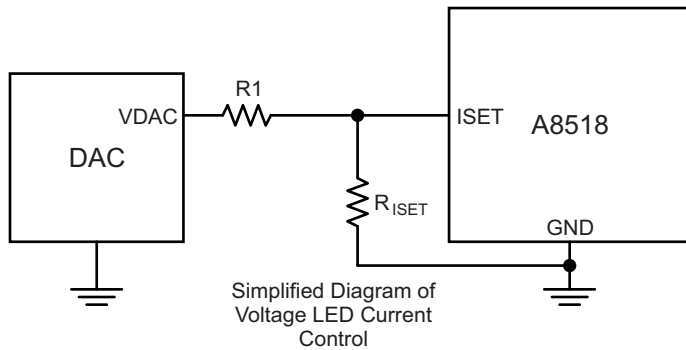 R1
VDAC
ISET
DAC
A8518
RISET
GND
Simplified Diagram of
Voltage LED Current
Control